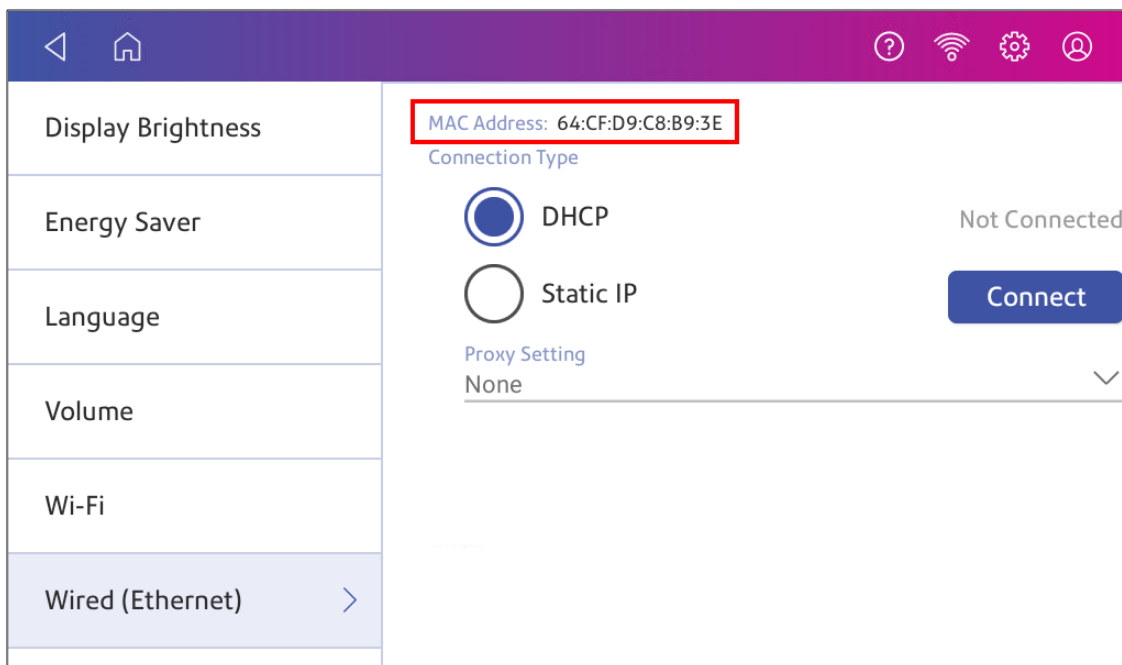 Display Brightness
Energy Saver
Language
Volume
Wi-Fi
Wired (Ethernet)
MAC Address: 64:CF:D9:C8:B9:3E
Connection Type
DHCP
Not Connected
Static IP
Connect
Proxy Setting
None